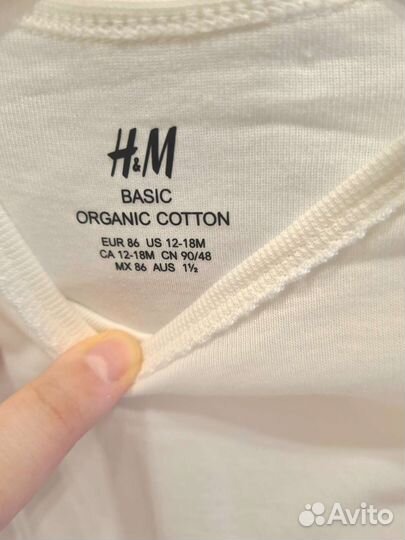 H&M
BASIC
ORGANIC COTTON
EUR 86 US 12-18M
CA 12-18M CN 90/48
MX 86 AUS 1½
Avito